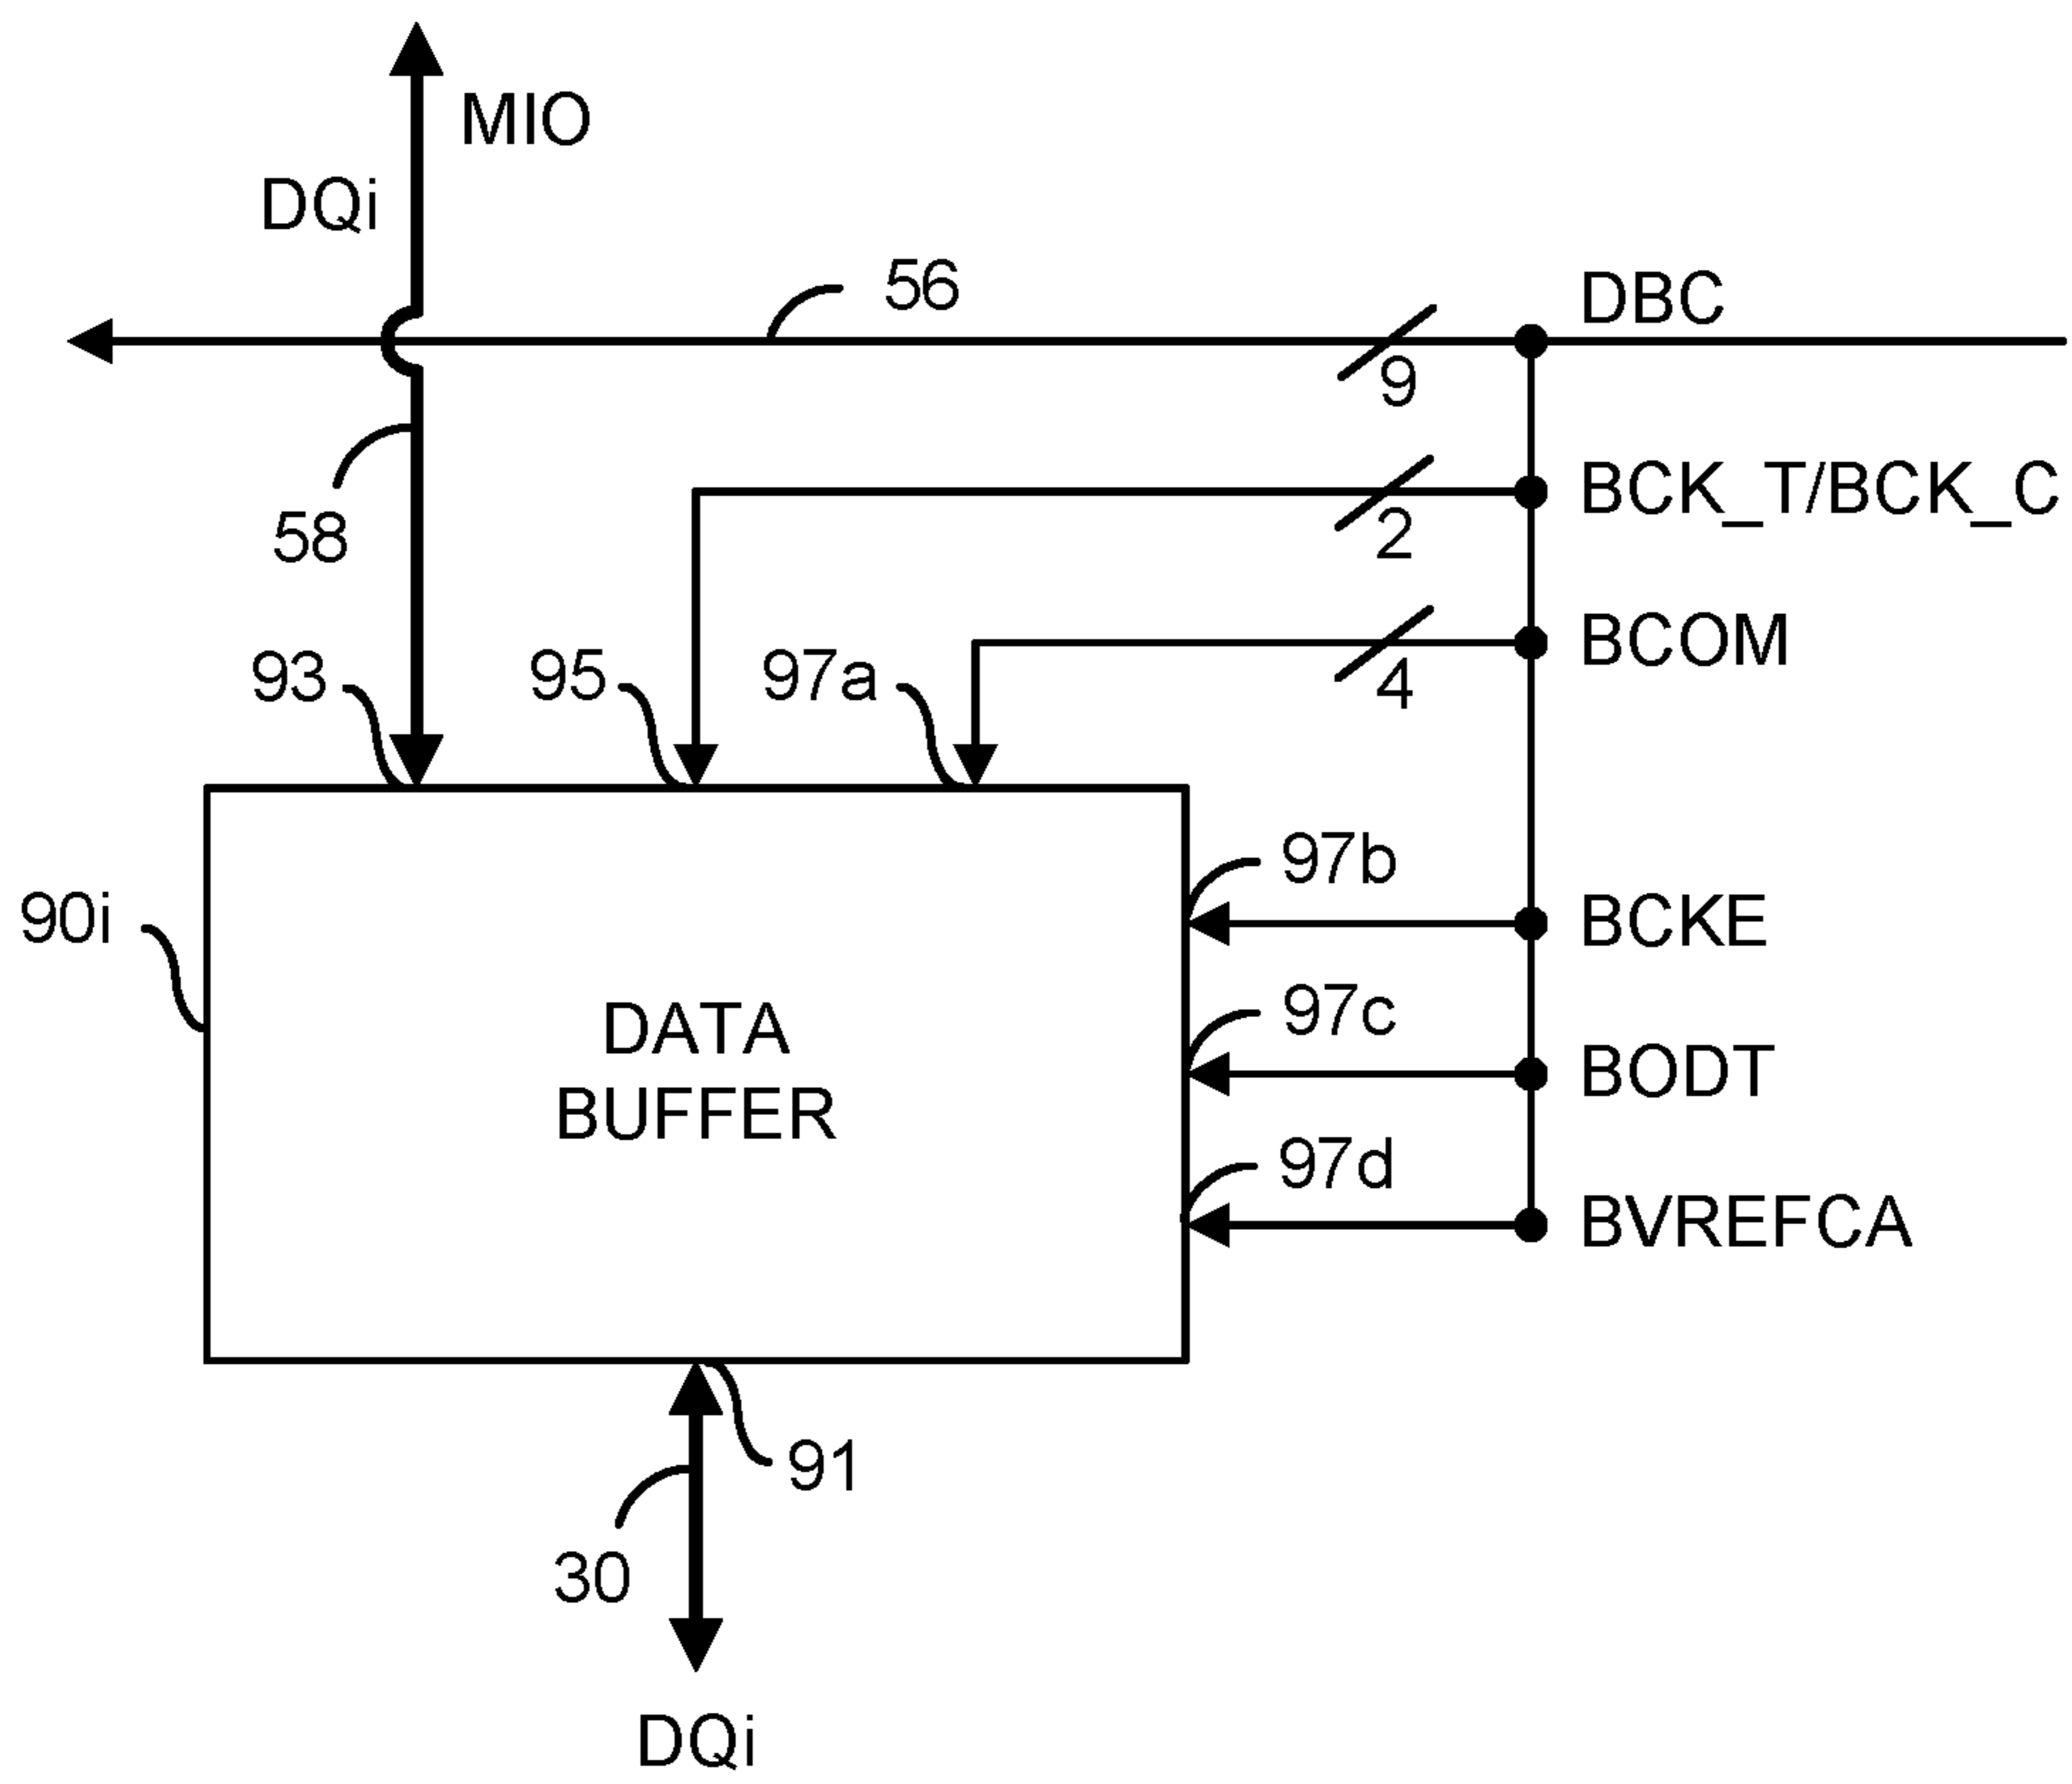 MIO
DQi
56
DBC
9
58
BCK_T/BCK_C
2
BCOM
4
93
95
97a
97b
90i
BCKE
97c
DATA
BUFFER
BODT
97d
BVREFCA
91
30
DQi